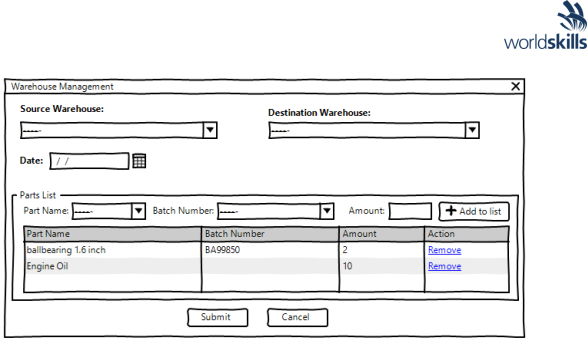 worldskills
Warehouse Management X
Source Warehouse: Destination Warehouse:
-----· -----·
Date: / /
Parts List
Part Name: -----· Batch Number: -----· Amount: + Add to list
Part Name Batch Number Amount Action
ballbearing 1.6 inch BA99850 2 Remove
Engine Oil 10 Remove
Submit Cancel